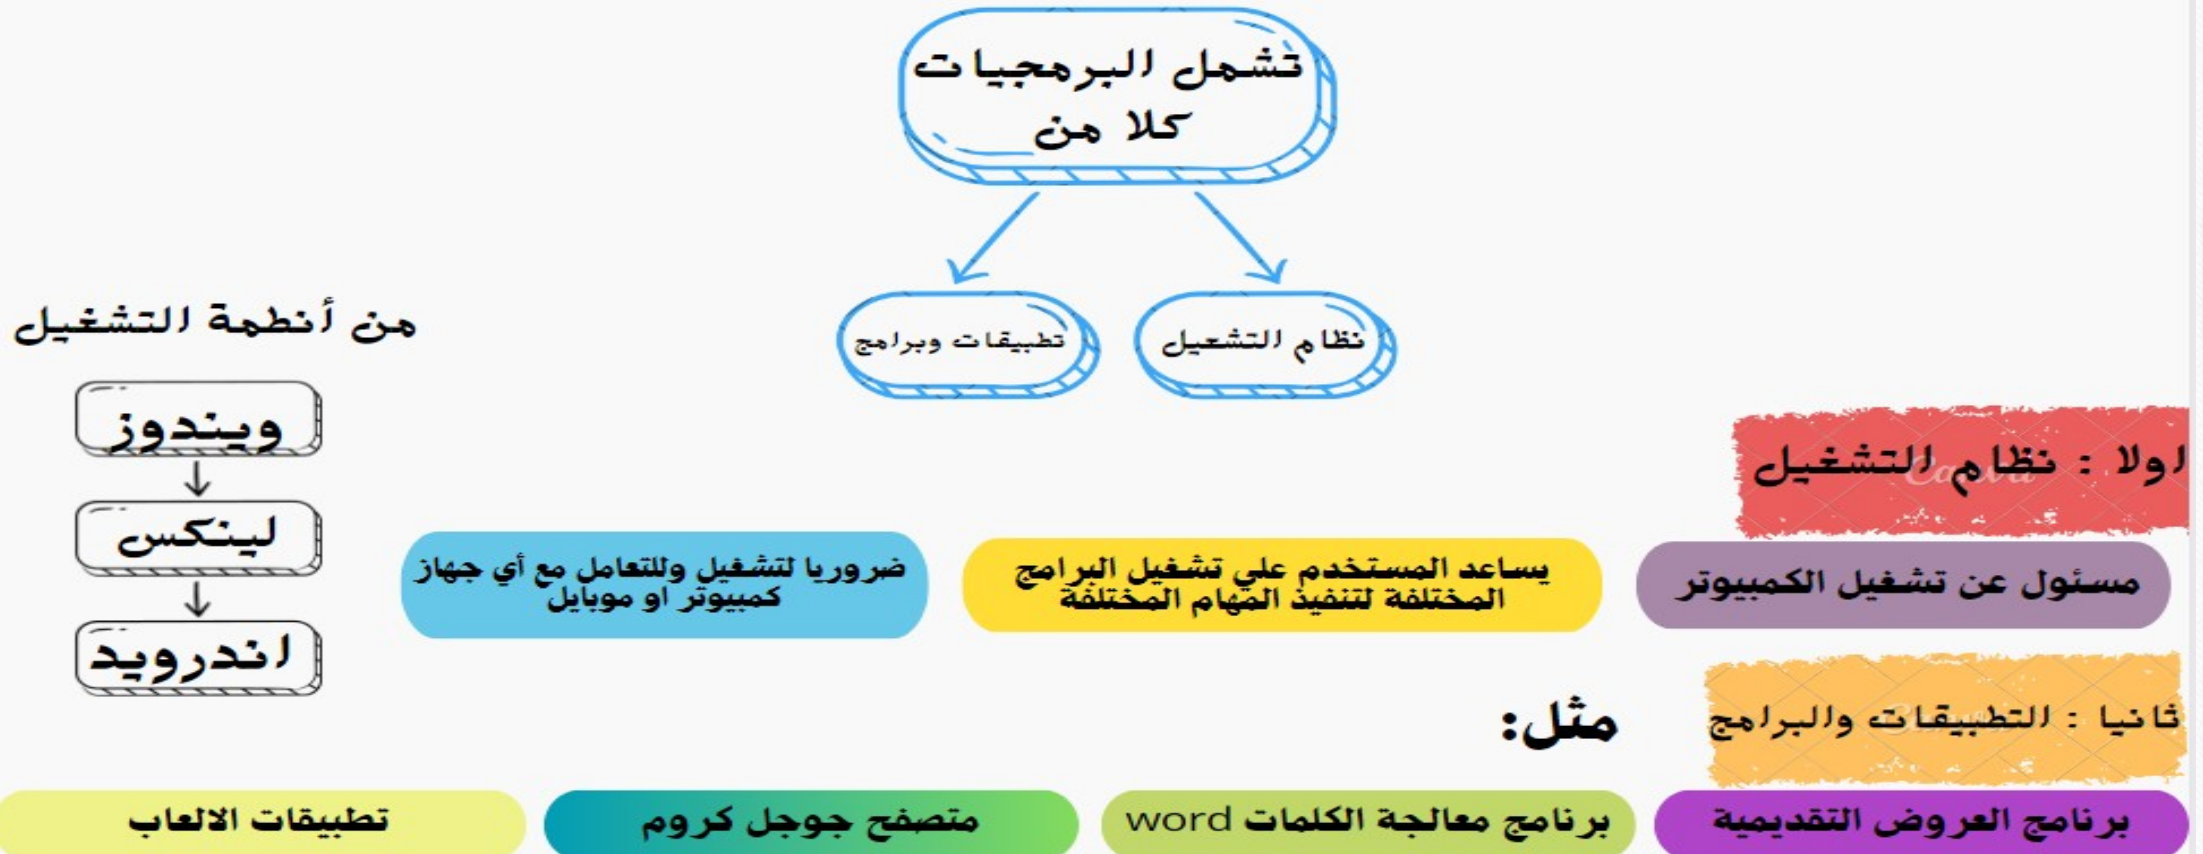 تشمل البرمجيات
كلا من
نظام التشعيل
تطبيقات وبرامج
من أنطمة التشغيل
ويندوز
لينكس
اندرويد
اولا : نظام التشغيل
مسئول عن تشغيل الكمبيوتر
يساعد المستخدم علي تشغيل البرامج
المختلفة لتنفيذ المهام المختلفة
ضروريا لتشغيل وللتعامل مع أي جهاز
كمبيوتر او موبايل
ثانيا : التطبيقات والبرامج
مثل:
برنامج العروض التقديمية
برنامج معالجة الكلمات word
متصفح جوجل كروم
تطبيقات الالعاب